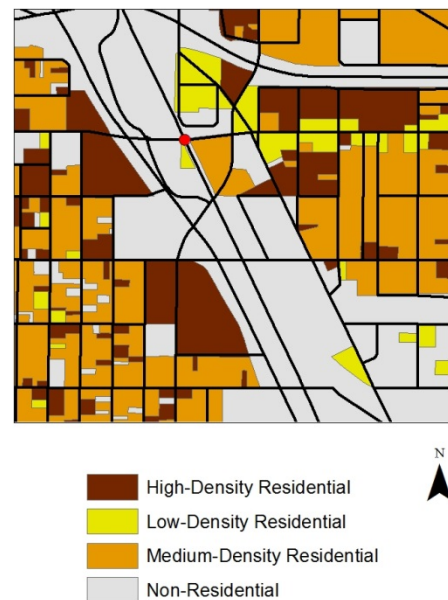 N
High-Density Residential
Low-Density Residential
Medium-Density Residential
Non-Residential